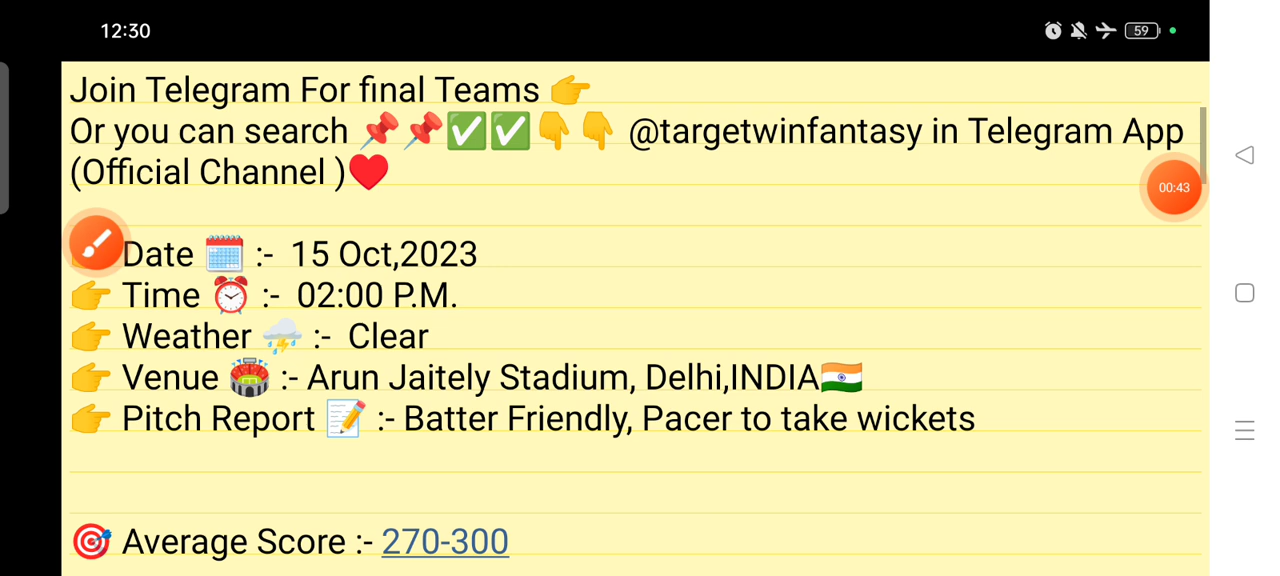 12:30
59
Join Telegram For final Teams 👉
Or you can search 📌📌✅✅👇👇 @targetwinfantasy in Telegram App
(Official Channel )❤️
00:43
Date 🗓️ :- 15 Oct,2023
👉 Time ⏰ :- 02:00 P.M.
👉 Weather ⛈️ :- Clear
👉 Venue 🏟️ :- Arun Jaitely Stadium, Delhi,INDIA🇮🇳
👉 Pitch Report 📝 :- Batter Friendly, Pacer to take wickets
🎯 Average Score :- 270-300